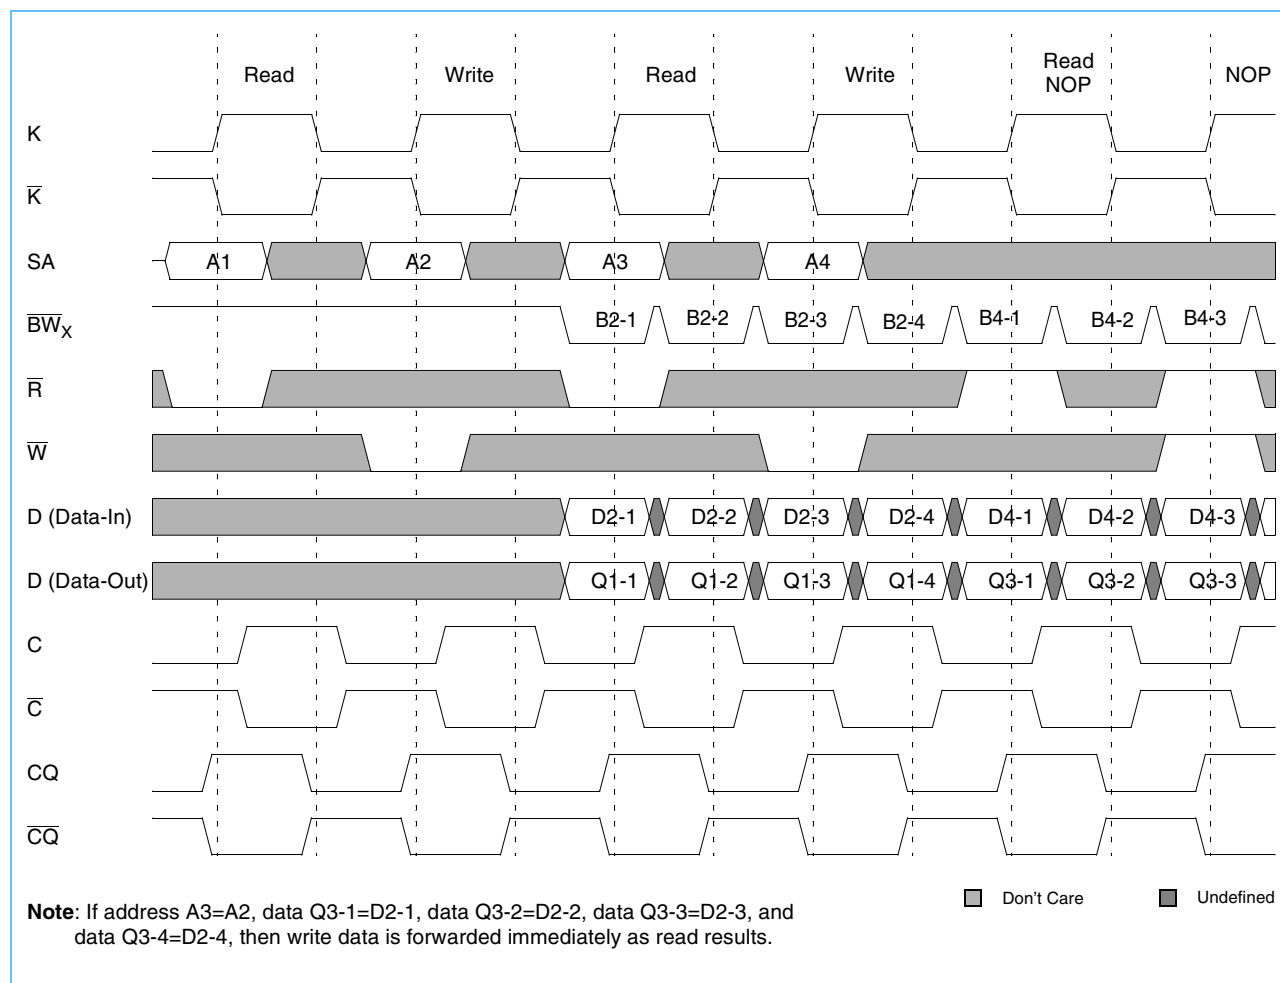 Read Write Read Write Read NOP NOP
K
K̅
SA A1 A2 A3 A4
B̅W̅X B2-1 B2-2 B2-3 B2-4 B4-1 B4-2 B4-3
R̅
W̅
D (Data-In) D2-1 D2-2 D2-3 D2-4 D4-1 D4-2 D4-3
D (Data-Out) Q1-1 Q1-2 Q1-3 Q1-4 Q3-1 Q3-2 Q3-3
C
C̅
CQ
C̅Q̅
Don't Care Undefined
Note: If address A3=A2, data Q3-1=D2-1, data Q3-2=D2-2, data Q3-3=D2-3, and
data Q3-4=D2-4, then write data is forwarded immediately as read results.